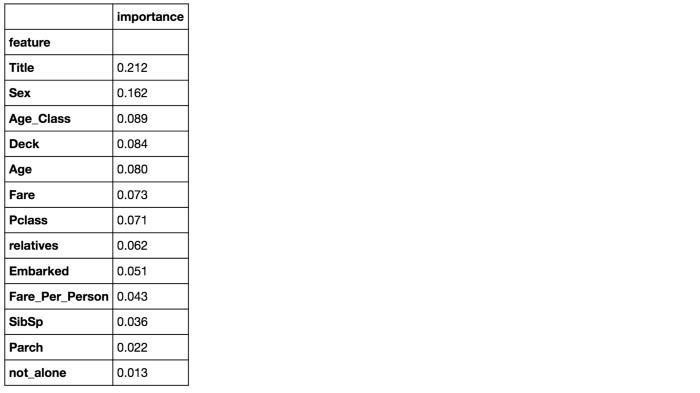 importance
feature
Title 0.212
Sex 0.162
Age_Class 0.089
Deck 0.084
Age 0.080
Fare 0.073
Pclass 0.071
relatives 0.062
Embarked 0.051
Fare_Per_Person 0.043
SibSp 0.036
Parch 0.022
not_alone 0.013